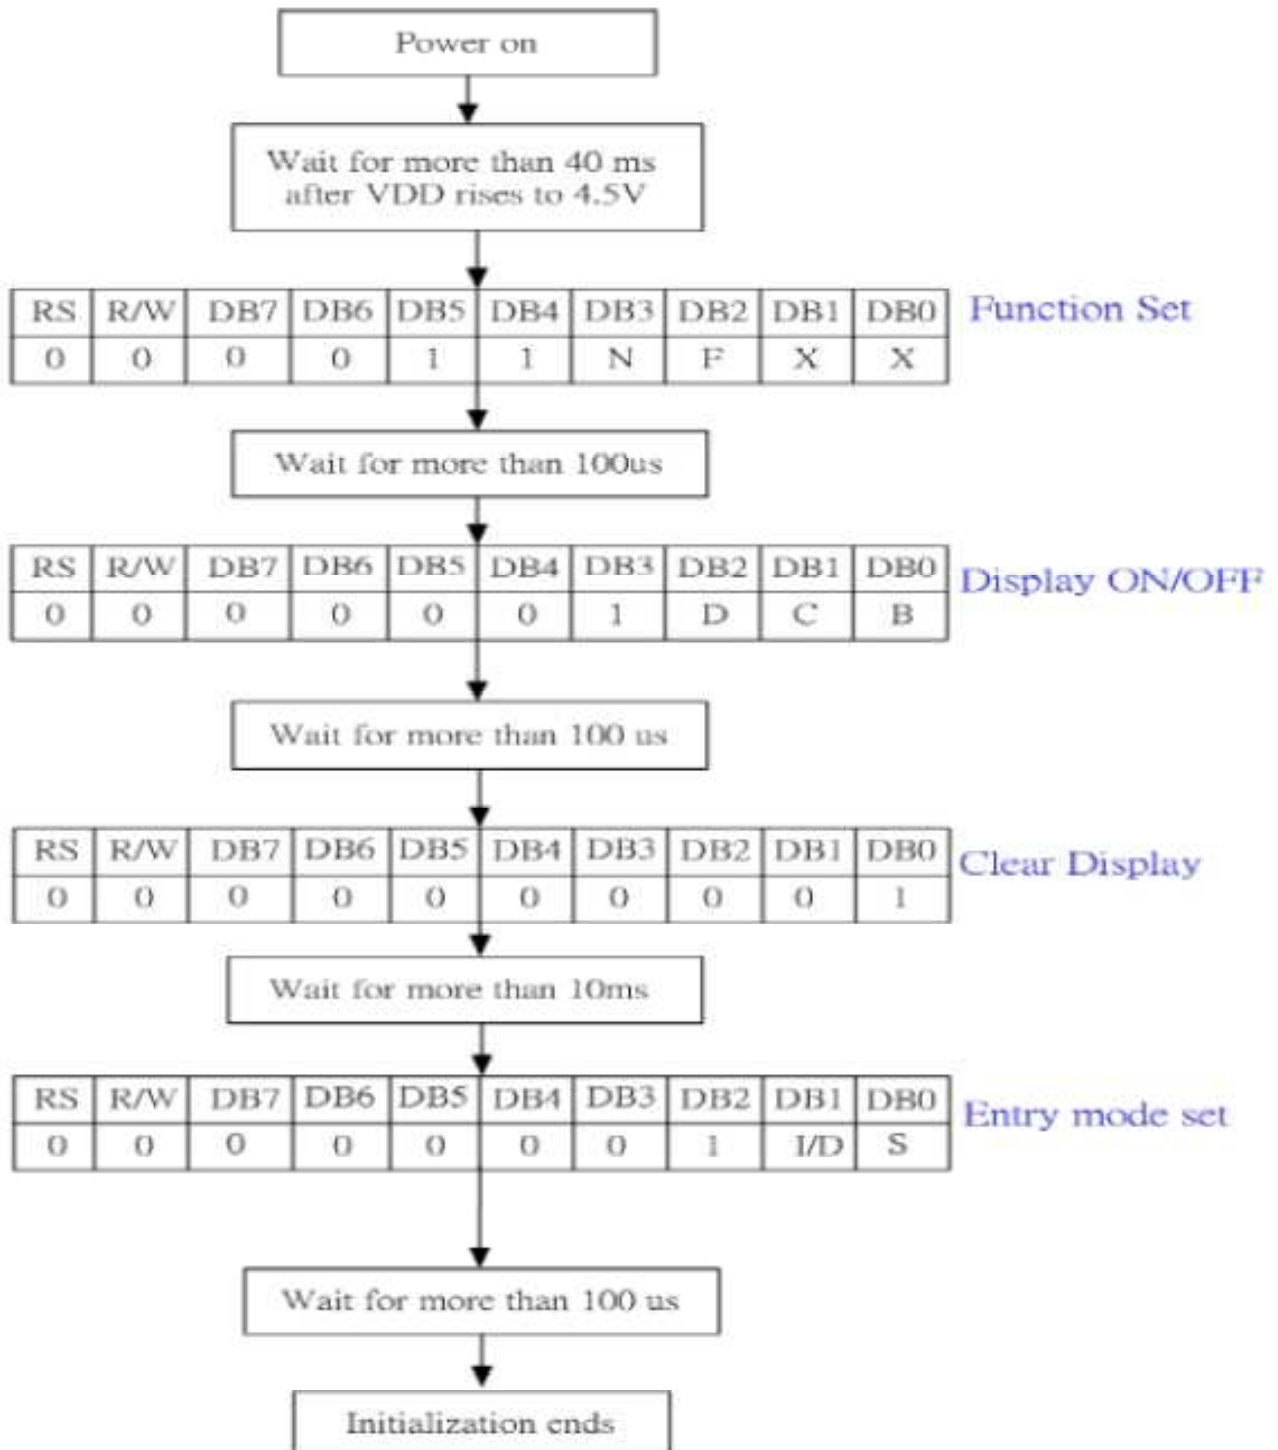 Power on
Wait for more than 40 ms
after VDD rises to 4.5V
RS R/W DB7 DB6 DB5 DB4 DB3 DB2 DB1 DB0 Function Set
0 0 0 0 1 1 N F X X
Wait for more than 100us
RS R/W DB7 DB6 DB5 DB4 DB3 DB2 DB1 DB0 Display ON/OFF
0 0 0 0 0 0 1 D C B
Wait for more than 100 us
RS R/W DB7 DB6 DB5 DB4 DB3 DB2 DB1 DB0 Clear Display
0 0 0 0 0 0 0 0 0 1
Wait for more than 10ms
RS R/W DB7 DB6 DB5 DB4 DB3 DB2 DB1 DB0 Entry mode set
0 0 0 0 0 0 0 1 I/D S
Wait for more than 100 us
Initialization ends